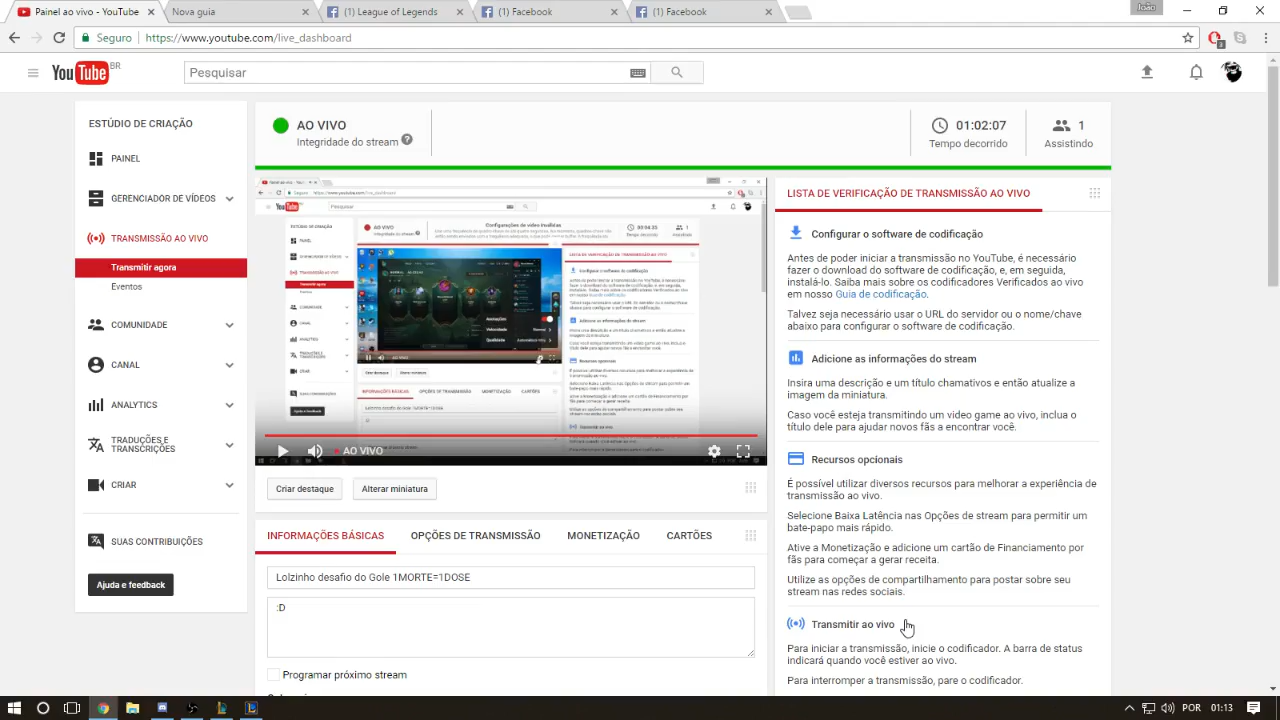 Painel ao vivo - YouTube
Nova guia
(1) League of Legends
(1) Facebook
(1) Facebook
João
Seguro
https://www.youtube.com/live_dashboard
3
YouTube BR
Pesquisar
ESTÚDIO DE CRIAÇÃO
PAINEL
GERENCIADOR DE VÍDEOS
TRANSMISSÃO AO VIVO
Transmitir agora
Eventos
COMUNIDADE
CANAL
ANALYTICS
TRADUÇÕES E
TRANSCRIÇÕES
CRIAR
SUAS CONTRIBUIÇÕES
Ajuda e feedback
AO VIVO
Integridade do stream ?
01:02:07
Tempo decorrido
1
Assistindo
AO VIVO
Criar destaque
Alterar miniatura
INFORMAÇÕES BÁSICAS
OPÇÕES DE TRANSMISSÃO
MONETIZAÇÃO
CARTÕES
Lolzinho desafio do Gole 1MORTE=1DOSE
:D
Programar próximo stream
LISTA DE VERIFICAÇÃO DE TRANSMISSÃO AO VIVO
Configurar o software de codificação
Antes de poder iniciar a transmissão no YouTube, é necessário
fazer o download do software de codificação e, em seguida,
instalá-lo. Saiba mais sobre os codificadores Verificados ao vivo
em nosso Guia de codificação.
Talvez seja necessário usar o URL do servidor e o nome/chave
abaixo para configurar o software de codificação.
Adicione as informações do stream
Insira uma descrição e um título chamativos e então atualize a
imagem da miniatura.
Caso você esteja transmitindo um video game ao vivo, inclua o
título dele para ajudar novos fãs a encontrar você.
Recursos opcionais
É possível utilizar diversos recursos para melhorar a experiência de
transmissão ao vivo.
Selecione Baixa Latência nas Opções de stream para permitir um
bate-papo mais rápido.
Ative a Monetização e adicione um cartão de Financiamento por
fãs para começar a gerar receita.
Utilize as opções de compartilhamento para postar sobre seu
stream nas redes sociais.
Transmitir ao vivo
Para iniciar a transmissão, inicie o codificador. A barra de status
indicará quando você estiver ao vivo.
Para interromper a transmissão, pare o codificador.
POR
01:13